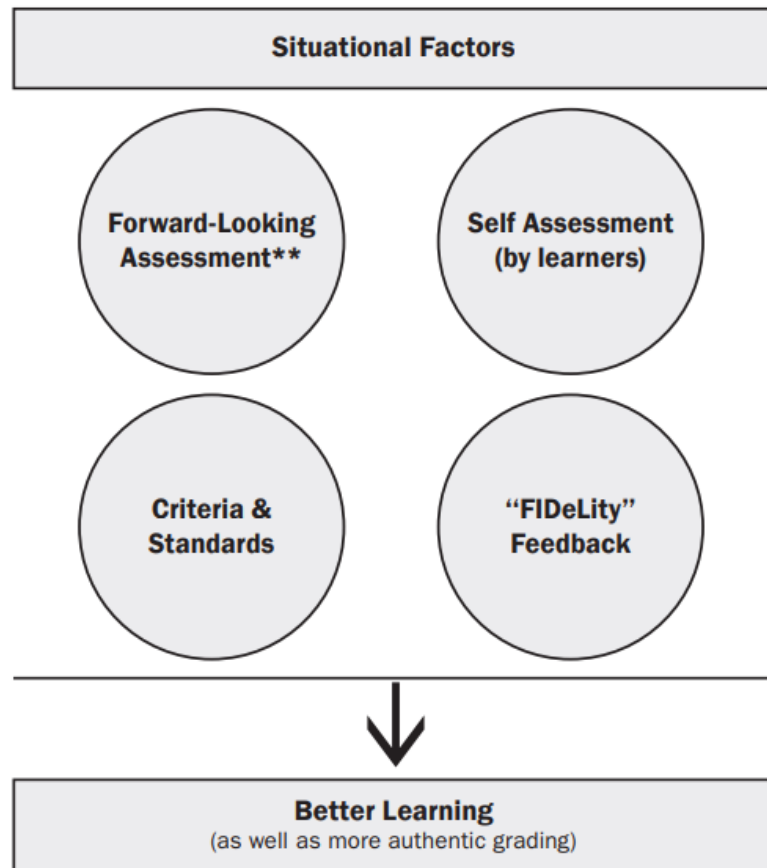 Situational Factors
Forward-Looking
Assessment**
Self Assessment
(by learners)
Criteria &
Standards
“FIDeLity”
Feedback
Better Learning
(as well as more authentic grading)